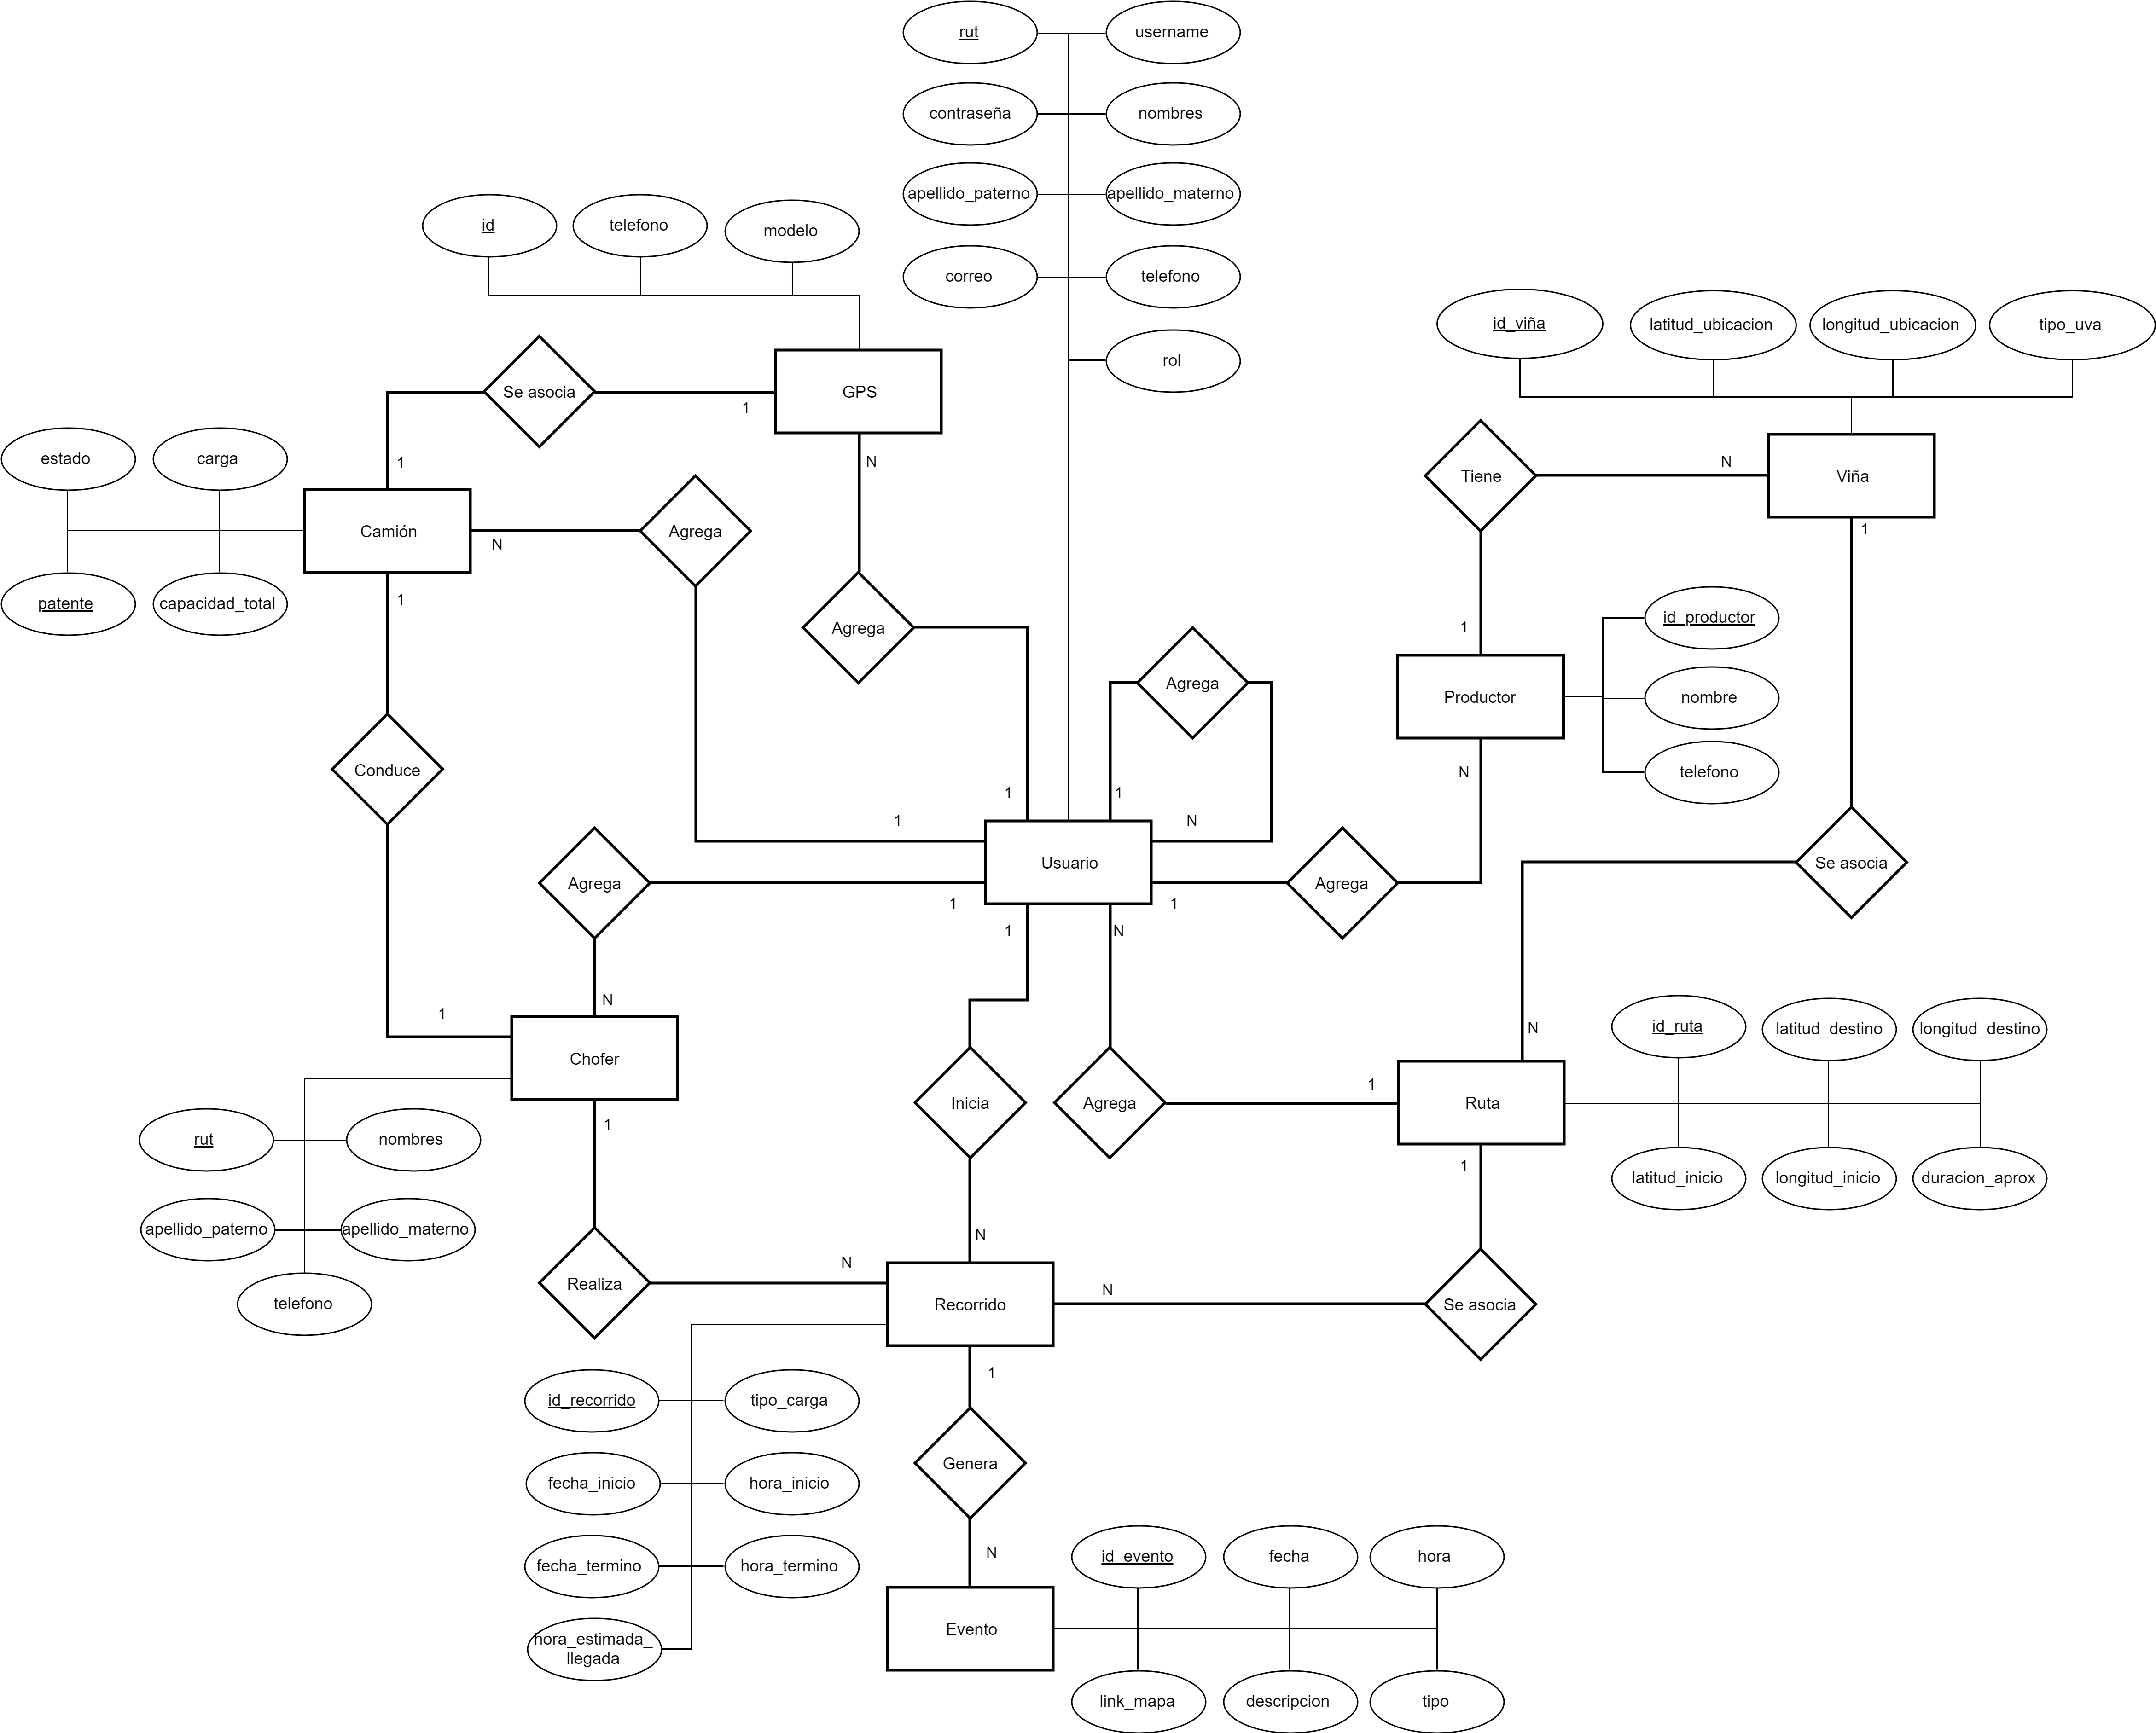 rut
username
contraseña
nombres
apellido_paterno
apellido_materno
id
telefono
modelo
correo
telefono
id_viña
latitud_ubicacion
longitud_ubicacion
tipo_uva
rol
Se asocia
GPS
1
estado
carga
1
N
Tiene
N
Viña
Camión
N
Agrega
1
patente
capacidad_total
1
Agrega
1
id_productor
Agrega
Productor
nombre
Conduce
N
telefono
1
1
1
N
Usuario
Se asocia
Agrega
Agrega
1
1
1
N
N
1
N
id_ruta
latitud_destino
longitud_destino
Chofer
1
Inicia
Agrega
Ruta
1
rut
nombres
1
latitud_inicio
longitud_inicio
duracion_aprox
apellido_paterno
apellido_materno
N
N
Realiza
N
telefono
Recorrido
Se asocia
1
id_recorrido
tipo_carga
Genera
fecha_inicio
hora_inicio
N
id_evento
fecha
hora
fecha_termino
hora_termino
Evento
hora_estimada_
llegada
link_mapa
descripcion
tipo